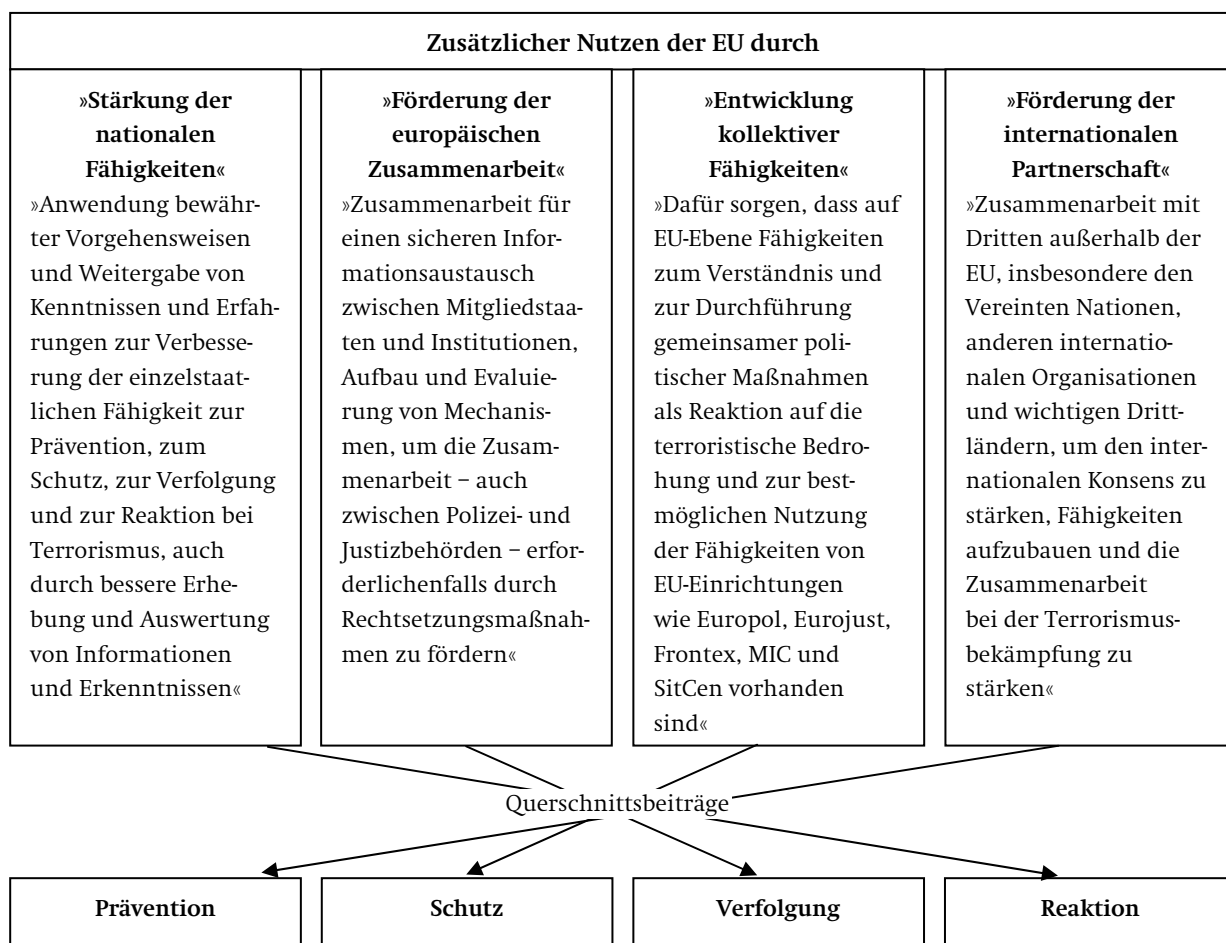 Zusätzlicher Nutzen der EU durch
»Stärkung der
nationalen
Fähigkeiten«
»Anwendung bewähr-
ter Vorgehensweisen
und Weitergabe von
Kenntnissen und Erfah-
rungen zur Verbesse-
rung der einzelstaat-
lichen Fähigkeit zur
Prävention, zum
Schutz, zur Verfolgung
und zur Reaktion bei
Terrorismus, auch
durch bessere Erhe-
bung und Auswertung
von Informationen
und Erkenntnissen«
»Förderung der
europäischen
Zusammenarbeit«
»Zusammenarbeit für
einen sicheren Infor-
mationsaustausch
zwischen Mitgliedstaa-
ten und Institutionen,
Aufbau und Evaluie-
rung von Mechanis-
men, um die Zusam-
menarbeit – auch
zwischen Polizei- und
Justizbehörden – erfor-
derlichenfalls durch
Rechtsetzungsmaßnah-
men zu fördern«
»Entwicklung
kollektiver
Fähigkeiten«
»Dafür sorgen, dass auf
EU-Ebene Fähigkeiten
zum Verständnis und
zur Durchführung
gemeinsamer poli-
tischer Maßnahmen
als Reaktion auf die
terroristische Bedro-
hung und zur best-
möglichen Nutzung
der Fähigkeiten von
EU-Einrichtungen
wie Europol, Eurojust,
Frontex, MIC und
SitCen vorhanden
sind«
»Förderung der
internationalen
Partnerschaft«
»Zusammenarbeit mit
Dritten außerhalb der
EU, insbesondere den
Vereinten Nationen,
anderen internatio-
nalen Organisationen
und wichtigen Dritt-
ländern, um den inter-
nationalen Konsens zu
stärken, Fähigkeiten
aufzubauen und die
Zusammenarbeit
bei der Terrorismus-
bekämpfung zu
stärken«
Querschnittsbeiträge
Prävention
Schutz
Verfolgung
Reaktion